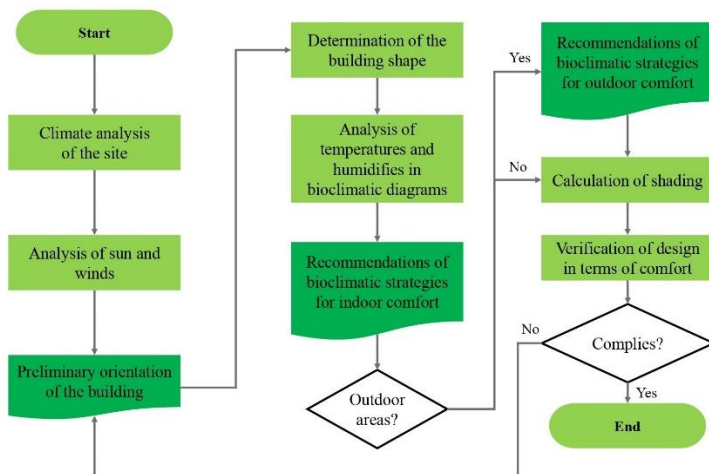 Start
Climate analysis
of the site
Analysis of sun and
winds
Preliminary orientation
of the building
Determination of the
building shape
Analysis of
temperatures and
humidifies in
bioclimatic diagrams
Recommendations of
bioclimatic strategies
for indoor comfort
Outdoor
areas?
Yes
No
Recommendations of
bioclimatic strategies
for outdoor comfort
Calculation of shading
Verification of design
in terms of comfort
No
Complies?
Yes
End